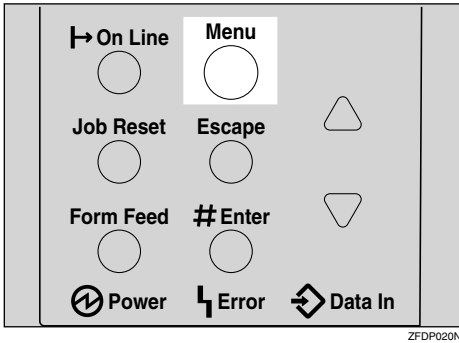 On Line Menu
Job Reset Escape
Form Feed # Enter
Power Error Data In
ZFDP020N